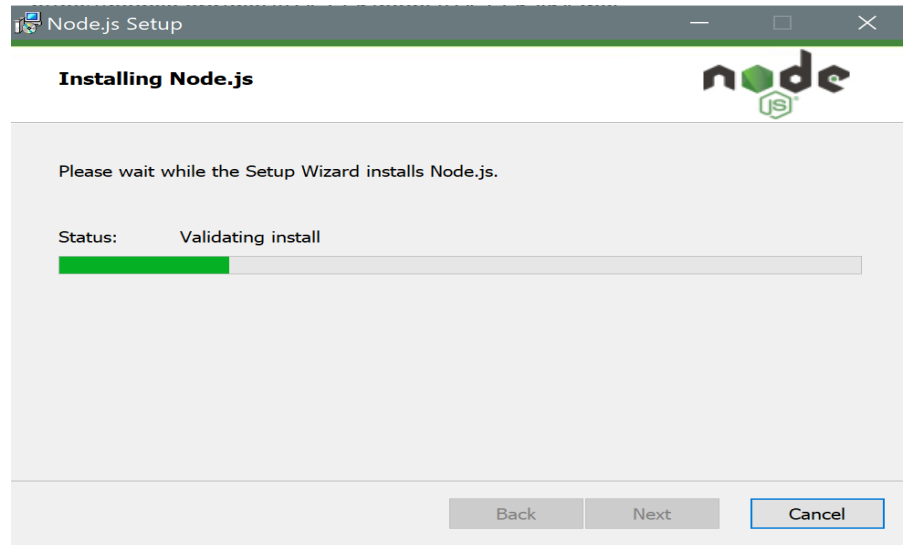 Node.js Setup
Installing Node.js
node
JS
Please wait while the Setup Wizard installs Node.js.
Status: Validating install
Back Next Cancel